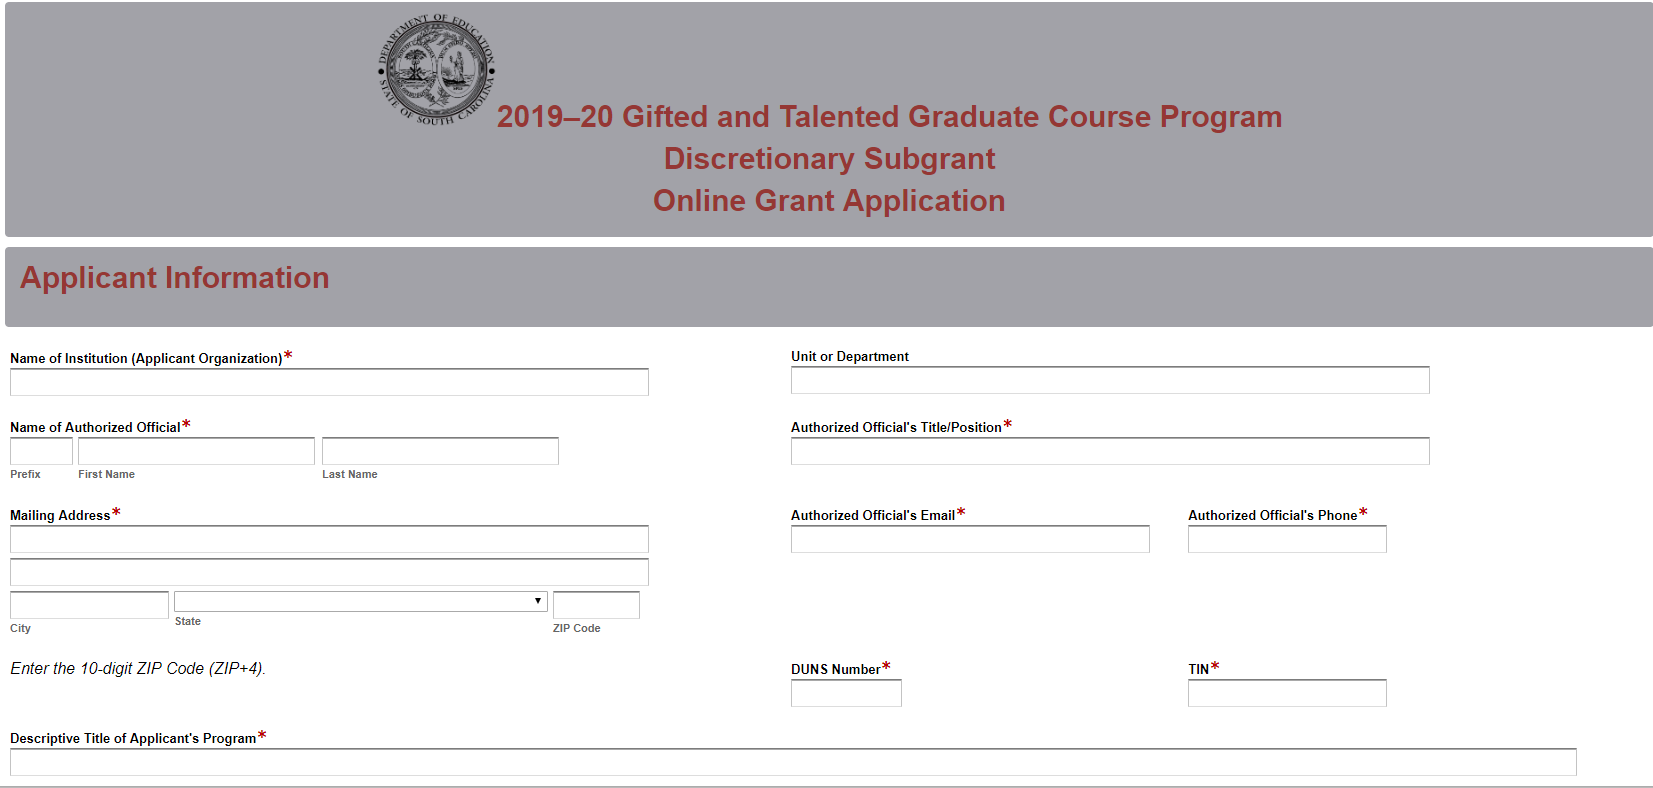 DEPARTMENT OF EDUCATION
STATE OF SOUTH CAROLINA
2019–20 Gifted and Talented Graduate Course Program
Discretionary Subgrant
Online Grant Application
Applicant Information
Name of Institution (Applicant Organization)*
Unit or Department
Name of Authorized Official*
Authorized Official's Title/Position*
Prefix First Name Last Name
Mailing Address*
Authorized Official's Email* Authorized Official's Phone*
City State ZIP Code
Enter the 10-digit ZIP Code (ZIP+4).
DUNS Number* TIN*
Descriptive Title of Applicant's Program*